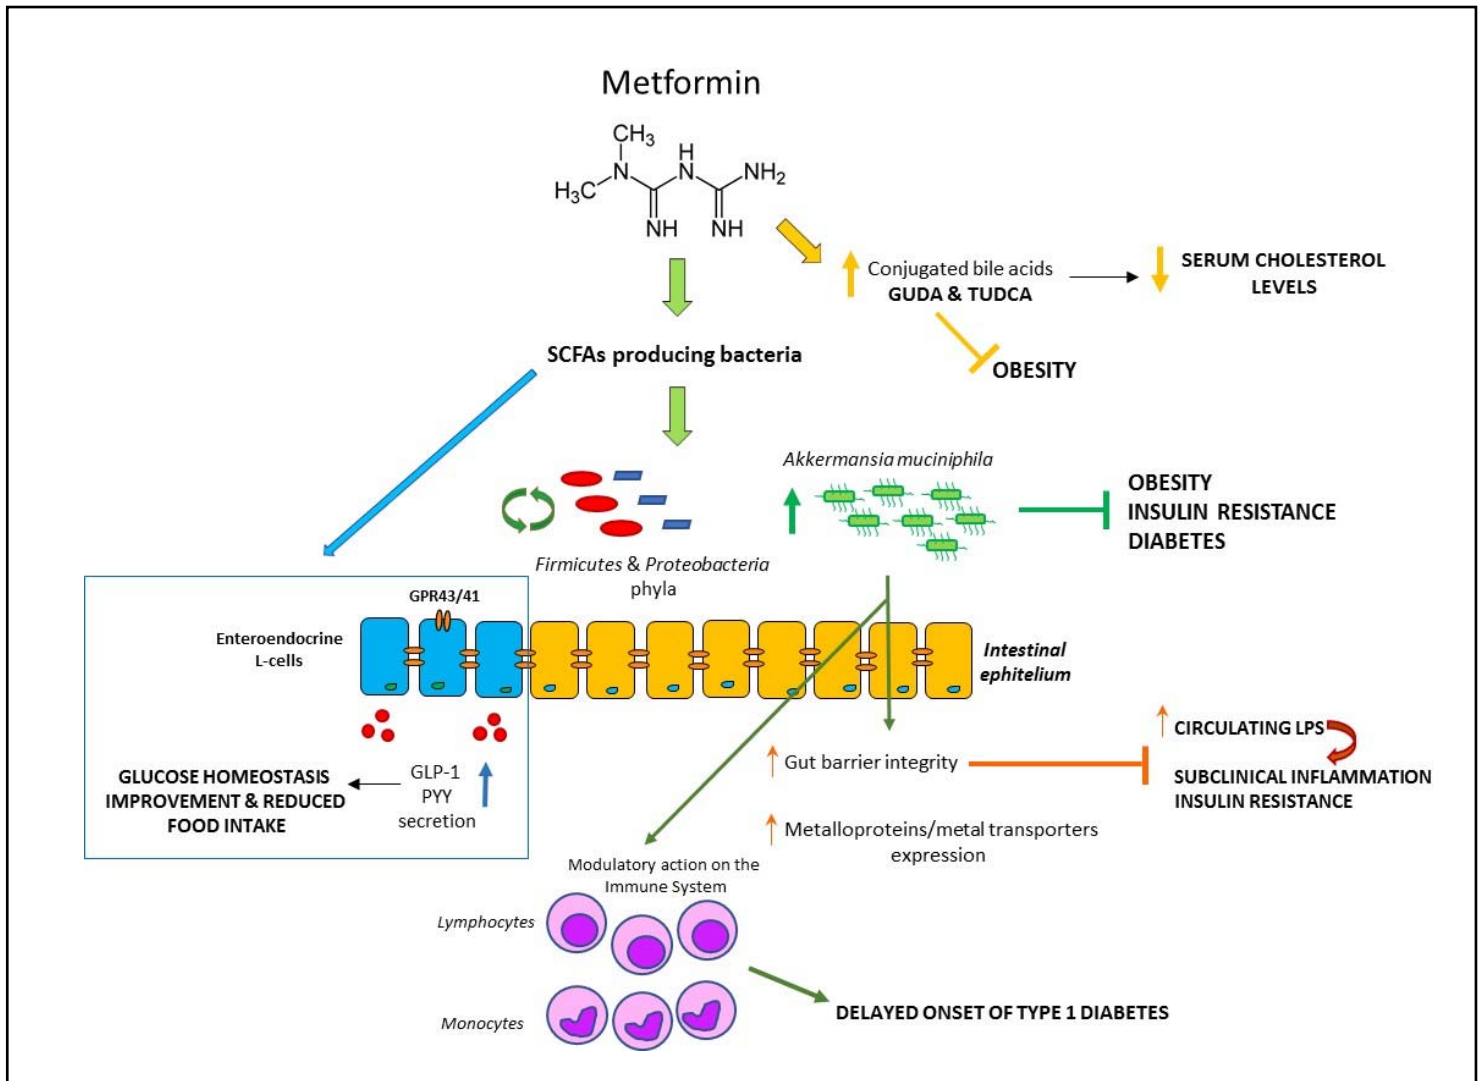 Metformin
CH3
H
N
N
NH2
H3C
NH
NH
Conjugated bile acids
GUDA & TUDCA
SERUM CHOLESTEROL
LEVELS
OBESITY
SCFAs producing bacteria
Akkermansia muciniphila
OBESITY
INSULIN RESISTANCE
DIABETES
Firmicutes & Proteobacteria
phyla
GPR43/41
Enteroendocrine
L-cells
Intestinal
ephitelium
GLP-1
PYY
secretion
GLUCOSE HOMEOSTASIS
IMPROVEMENT & REDUCED
FOOD INTAKE
Gut barrier integrity
CIRCULATING LPS
SUBCLINICAL INFLAMMATION
INSULIN RESISTANCE
Metalloproteins/metal transporters
expression
Modulatory action on the
Immune System
Lymphocytes
Monocytes
DELAYED ONSET OF TYPE 1 DIABETES